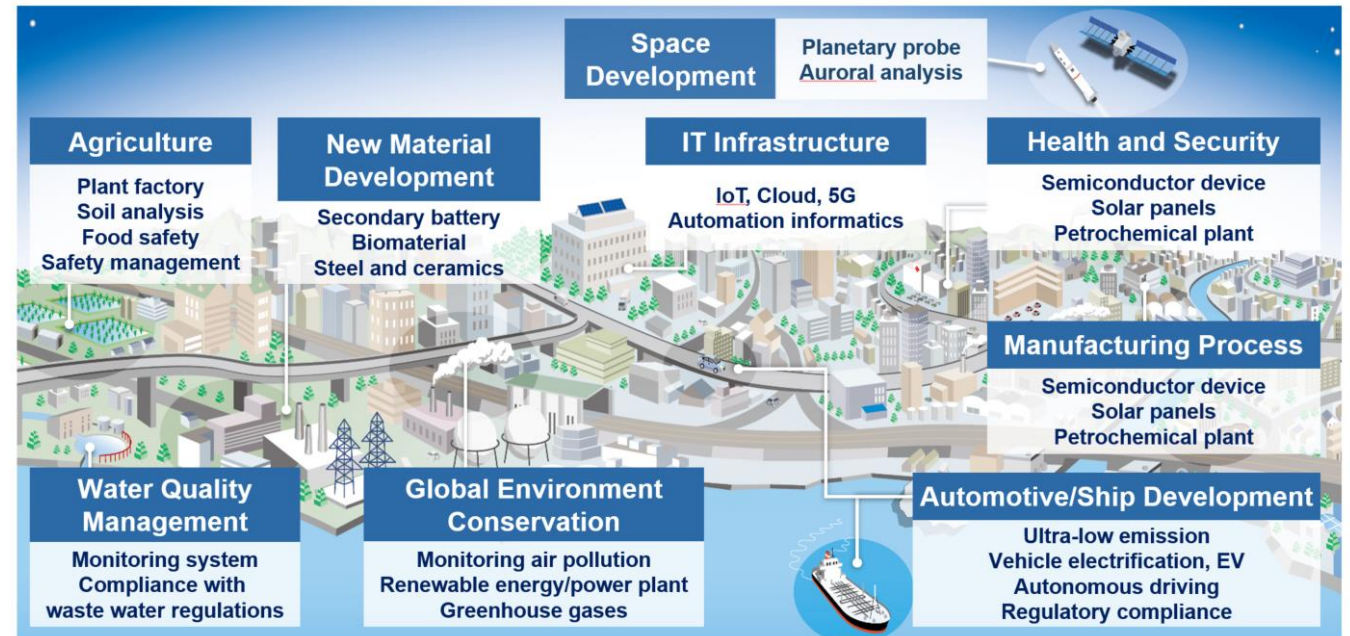 Space
Development
Planetary probe
Auroral analysis
Agriculture
Plant factory
Soil analysis
Food safety
Safety management
New Material
Development
Secondary battery
Biomaterial
Steel and ceramics
IT Infrastructure
IoT, Cloud, 5G
Automation informatics
Health and Security
Semiconductor device
Solar panels
Petrochemical plant
Manufacturing Process
Semiconductor device
Solar panels
Petrochemical plant
Water Quality
Management
Monitoring system
Compliance with
waste water regulations
Global Environment
Conservation
Monitoring air pollution
Renewable energy/power plant
Greenhouse gases
Automotive/Ship Development
Ultra-low emission
Vehicle electrification, EV
Autonomous driving
Regulatory compliance